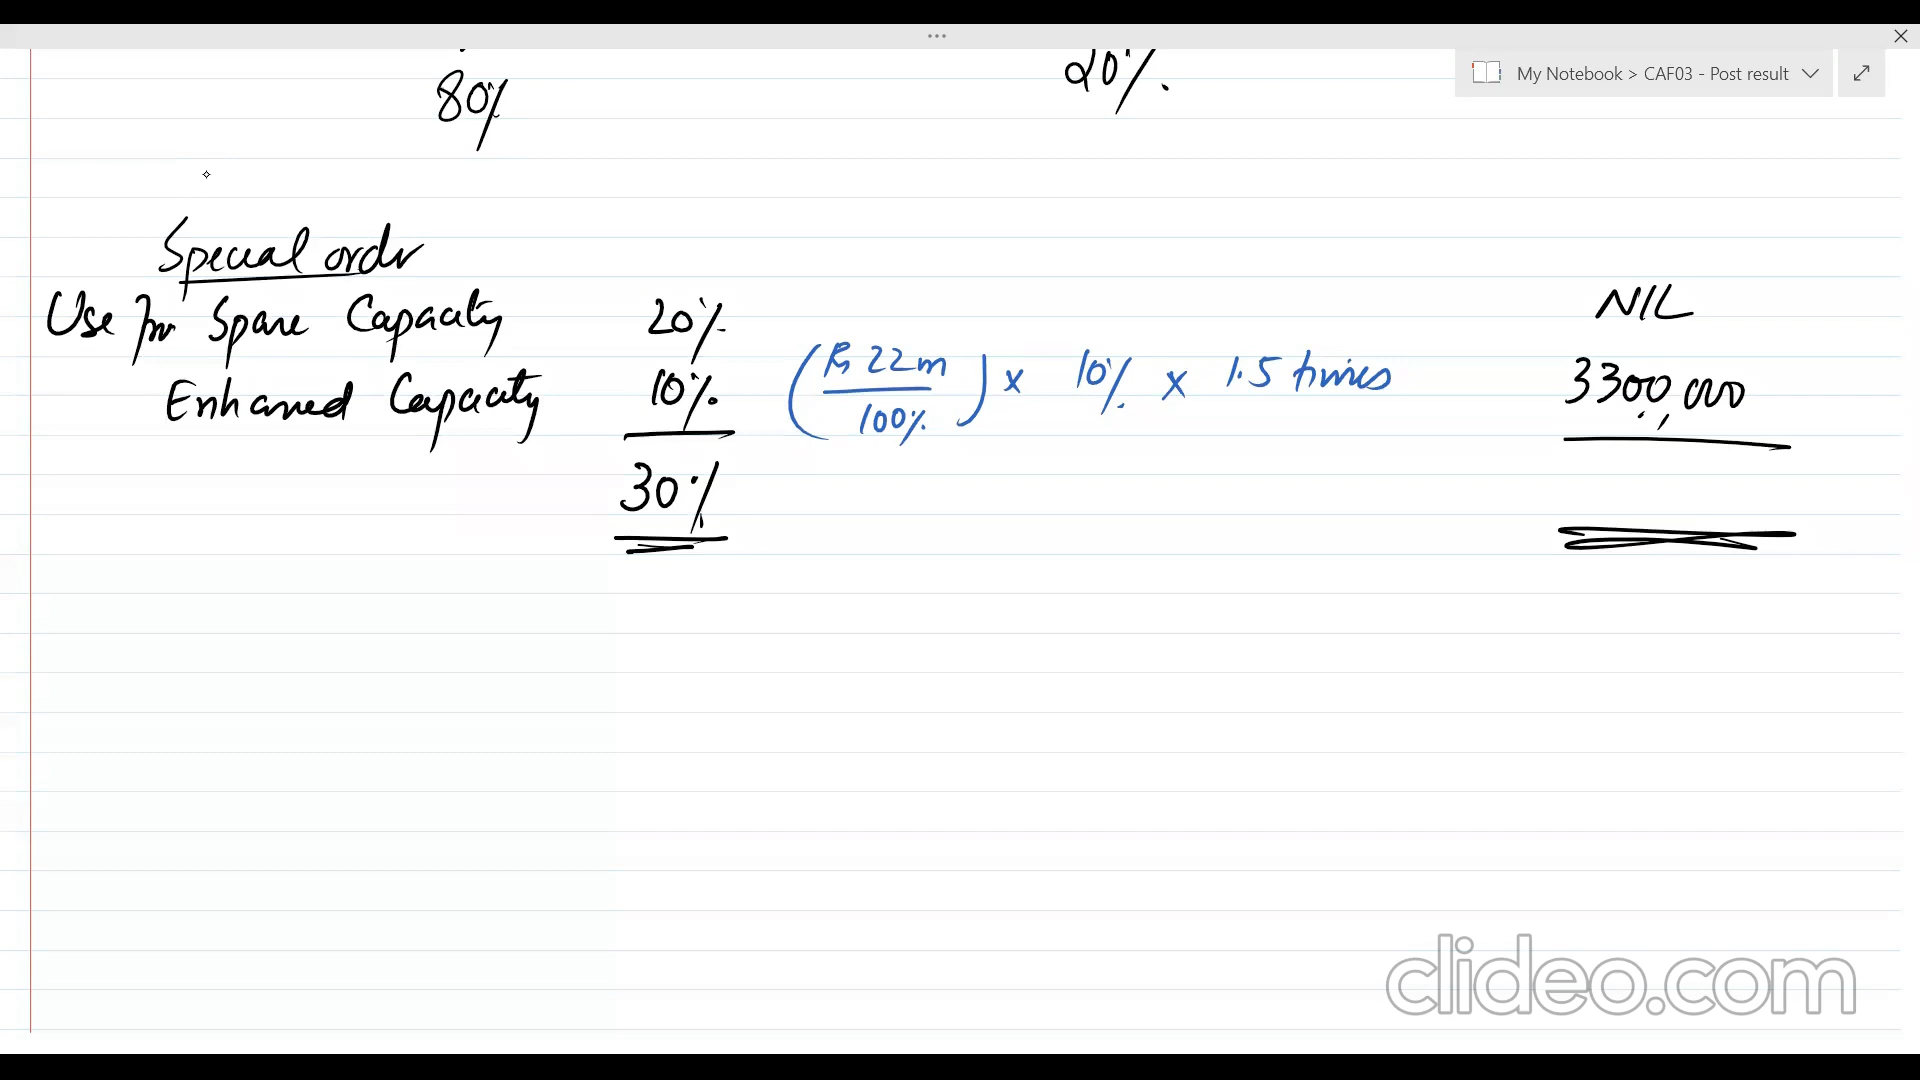 80%
20%.
My Notebook > CAF03 - Post result
Special order
Use Spare Capacity 20% NIL
Enhanced Capacity 10% (Rs 22m / 100%) x 10% x 1.5 times 3300,000
30%
clideo.com